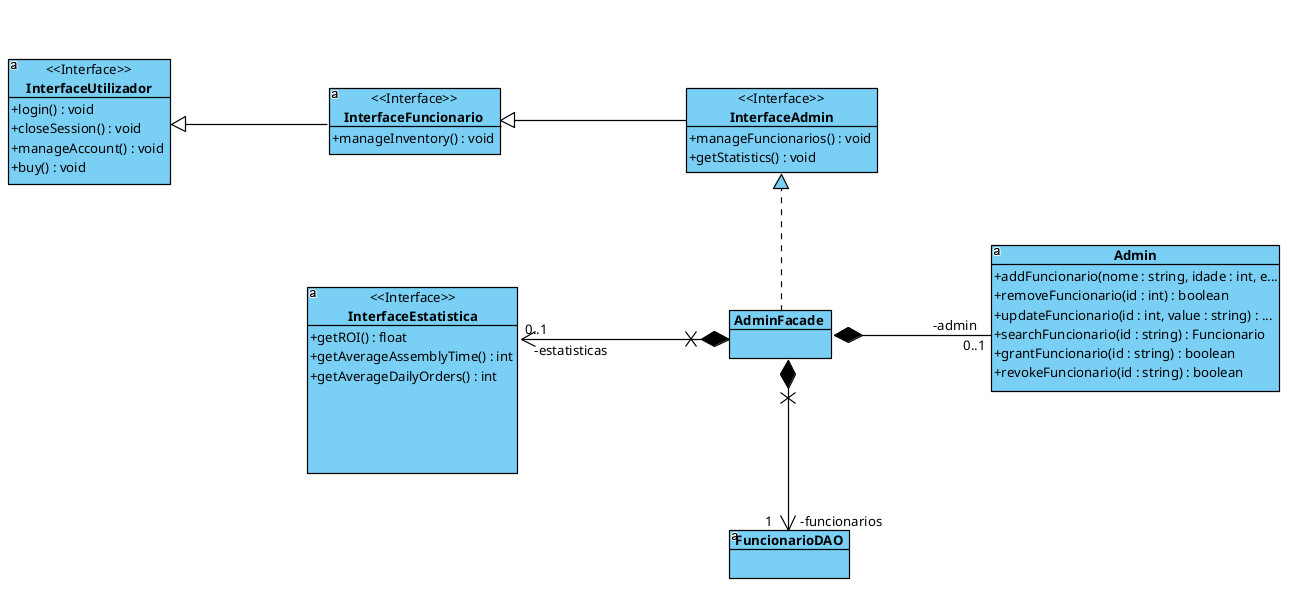 a
<<Interface>>
InterfaceUtilizador
+login() : void
+closeSession() : void
+manageAccount() : void
+buy() : void
a
<<Interface>>
InterfaceFuncionario
+manageInventory() : void
<<Interface>>
InterfaceAdmin
+manageFuncionarios() : void
+getStatistics() : void
a
Admin
+addFuncionario(nome : string, idade : int, e...
+removeFuncionario(id : int) : boolean
+updateFuncionario(id : int, value : string) : ...
+searchFuncionario(id : string) : Funcionario
+grantFuncionario(id : string) : boolean
+revokeFuncionario(id : string) : boolean
a
<<Interface>>
InterfaceEstatistica
+getROI() : float
+getAverageAssemblyTime() : int
+getAverageDailyOrders() : int
0..1
-estatisticas
AdminFacade
-admin
0..1
1
-funcionarios
a
FuncionarioDAO